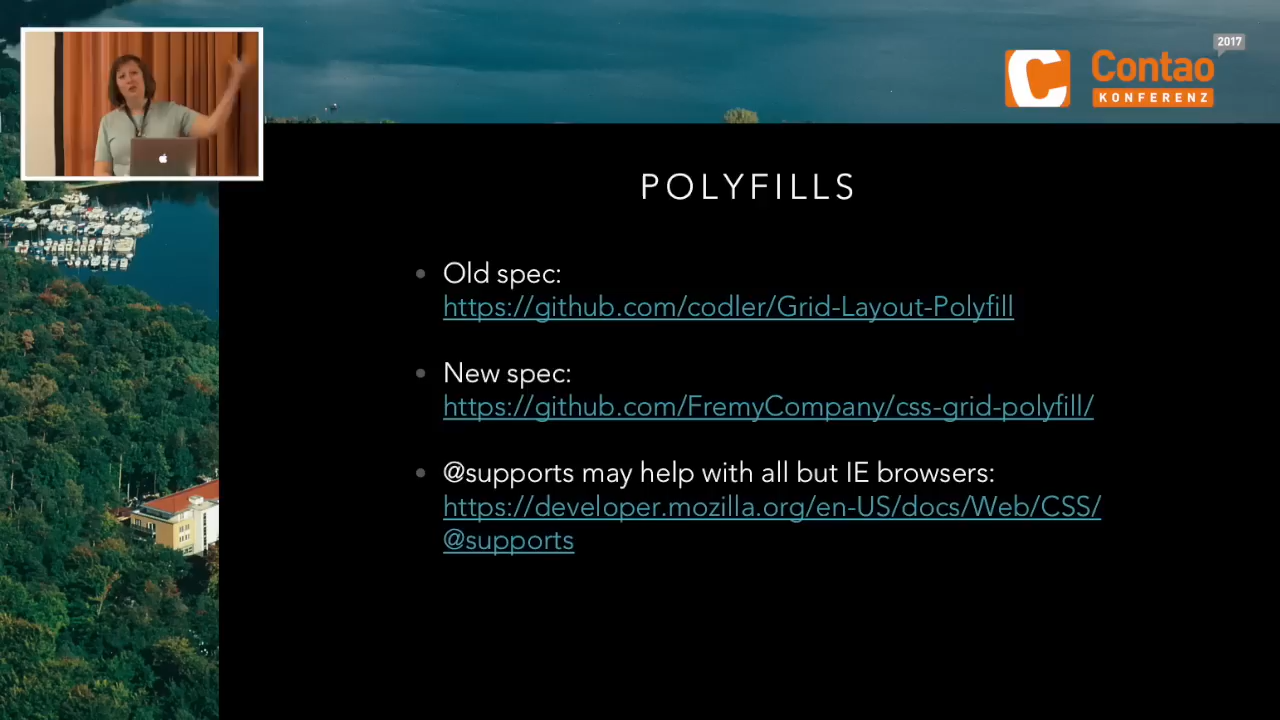 2017
Contao
KONFERENZ
POLYFILLS
• Old spec:
https://github.com/codler/Grid-Layout-Polyfill
• New spec:
https://github.com/FremyCompany/css-grid-polyfill/
• @supports may help with all but IE browsers:
https://developer.mozilla.org/en-US/docs/Web/CSS/
@supports